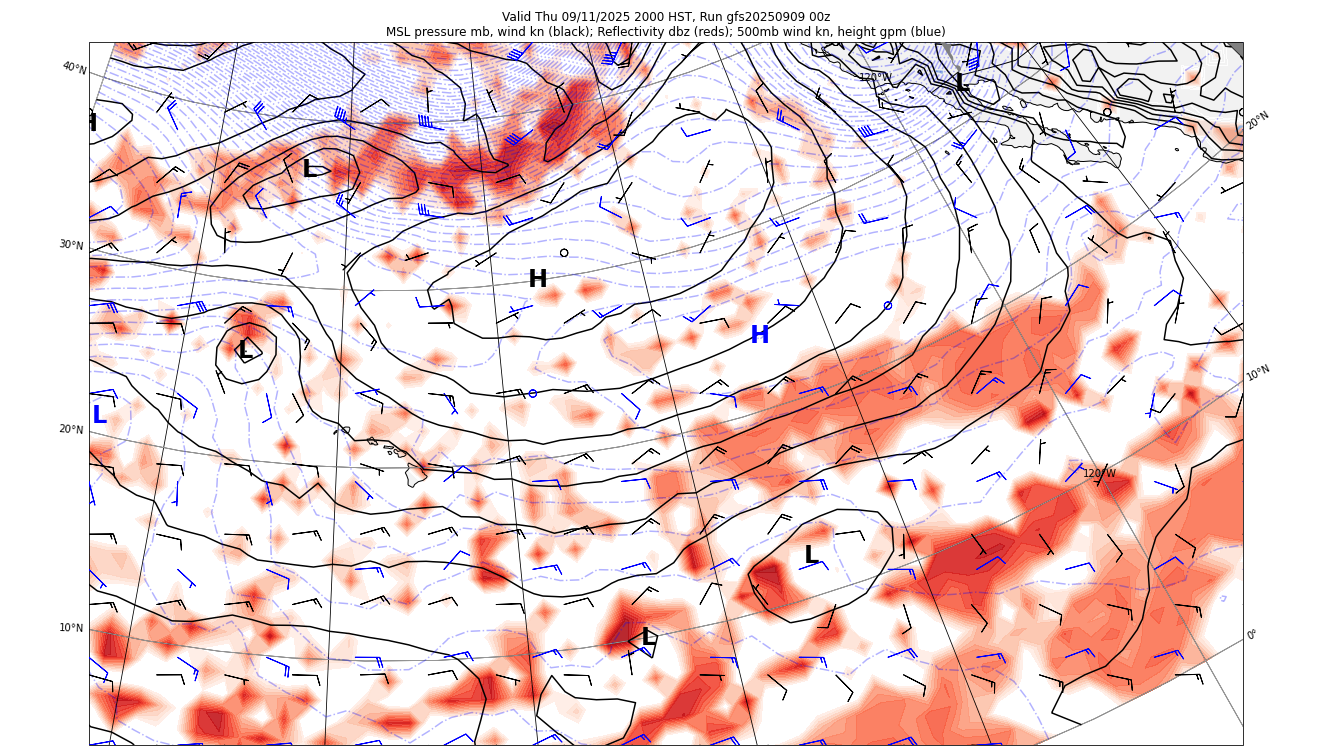 Valid Thu 09/11/2025 2000 HST, Run gfs20250909 00z
MSL pressure mb, wind kn (black); Reflectivity dbz (reds); 500mb wind kn, height gpm (blue)
40°N
120°W
L
20°N
H
L
30°N
H
L
H
10°N
L
20°N
120°W
L
10°N
L
0°